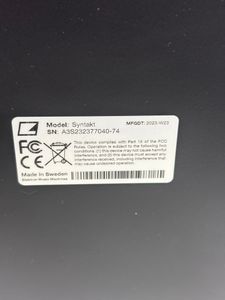 Model: Syntakt
MFGDT: 2023-W23
SN: A3S232377040-74
This device complies with Part 15 of the FCC
Rules. Operation is subject to the following two
conditions: (1) this device may not cause harmful
interference, and (2) this device must accept any
interference received, including interference
that may cause undesired operation.
FC
CE
Made In Sweden
Elektron Music Machines